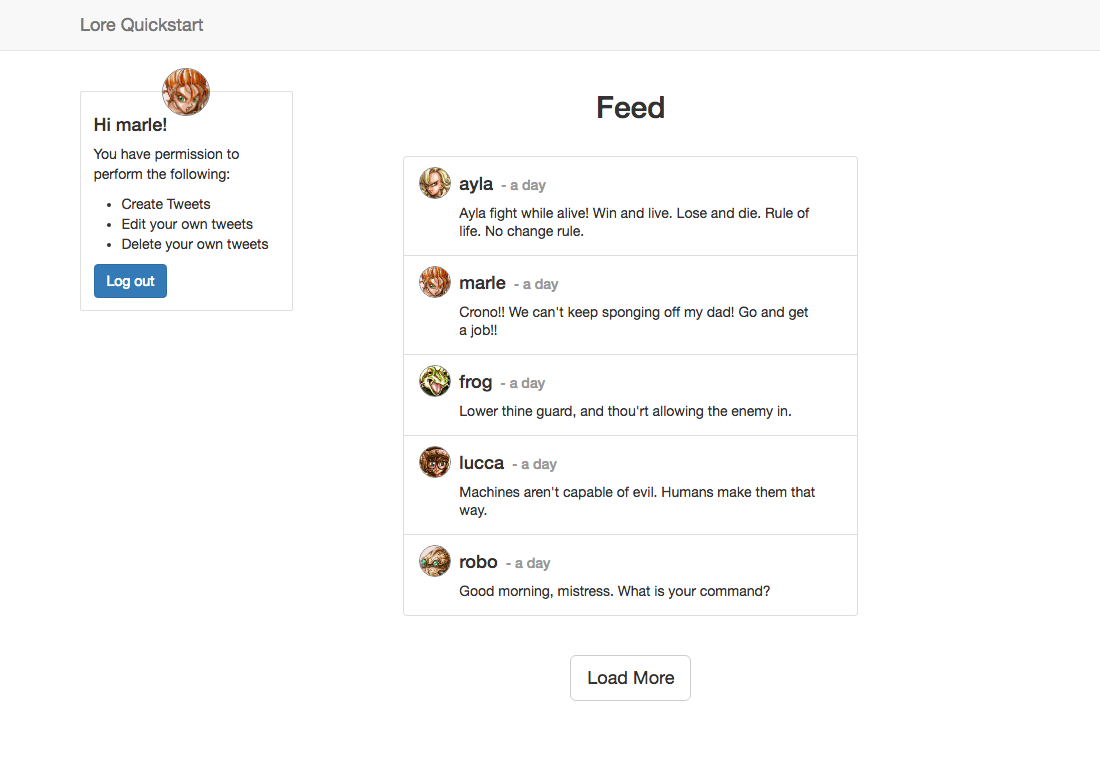 Lore Quickstart
Hi marle!
You have permission to
perform the following:
• Create Tweets
• Edit your own tweets
• Delete your own tweets
Log out
Feed
ayla - a day
Ayla fight while alive! Win and live. Lose and die. Rule of
life. No change rule.
marle - a day
Crono!! We can't keep sponging off my dad! Go and get
a job!!
frog - a day
Lower thine guard, and thou'rt allowing the enemy in.
lucca - a day
Machines aren't capable of evil. Humans make them that
way.
robo - a day
Good morning, mistress. What is your command?
Load More